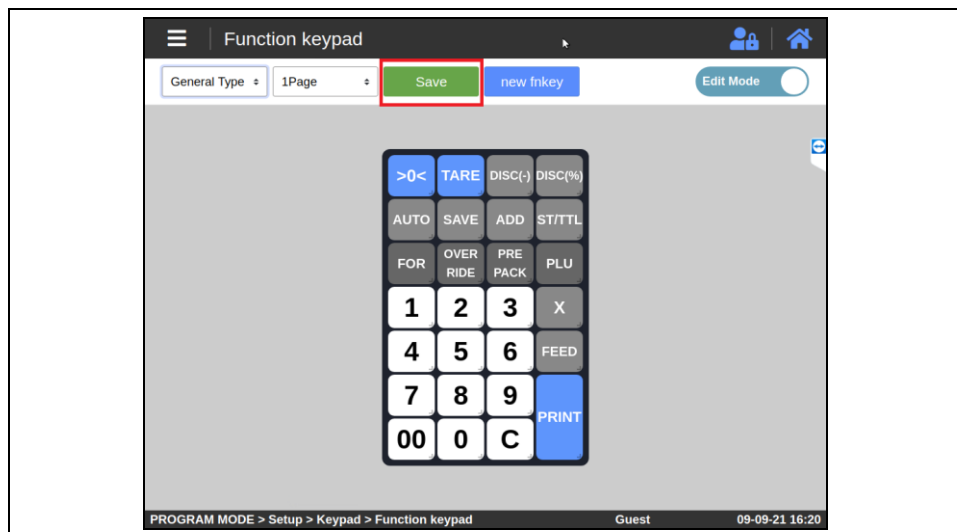 Function keypad
General Type 1Page Save new fnkey Edit Mode
>0< TARE DISC(-) DISC(%)
AUTO SAVE ADD ST/TTL
FOR OVER RIDE PRE PACK PLU
1 2 3 X
4 5 6 FEED
7 8 9 PRINT
00 0 C
PROGRAM MODE > Setup > Keypad > Function keypad Guest 09-09-21 16:20